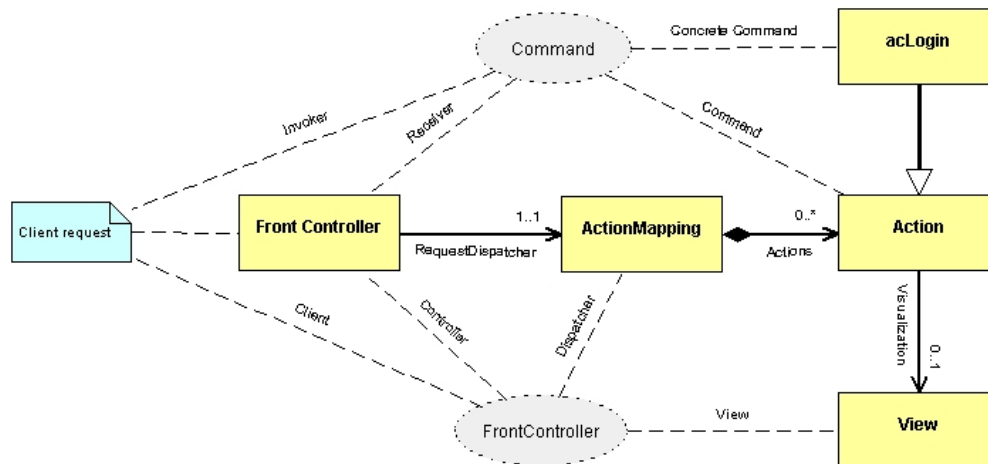 Command
Concrete Command
acLogin
Invoker
Receiver
Command
Client request
Front Controller
1..1
RequestDispatcher
ActionMapping
0..*
Actions
Action
Client
Controller
Dispatcher
Visualization
0..1
FrontController
View
View